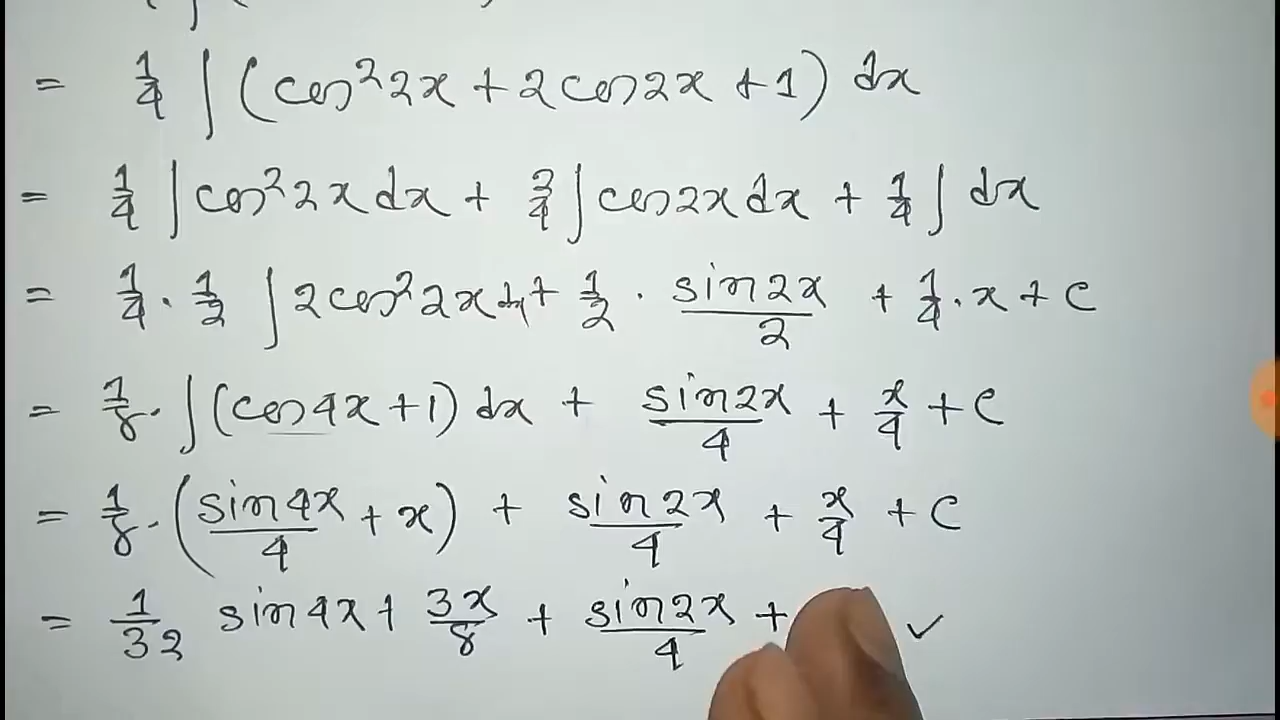 = 1/4 ∫ (cos²2x + 2cos2x + 1) dx
= 1/4 ∫ cos²2x dx + 2/4 ∫ cos2x dx + 1/4 ∫ dx
= 1/4 · 1/2 ∫ 2cos²2x dx + 1/2 · sin2x/2 + 1/4 · x + c
= 1/8 · ∫ (cos4x + 1) dx + sin2x/4 + x/4 + c
= 1/8 · (sin4x/4 + x) + sin2x/4 + x/4 + c
= 1/32 sin4x + 3x/8 + sin2x/4 + ✓